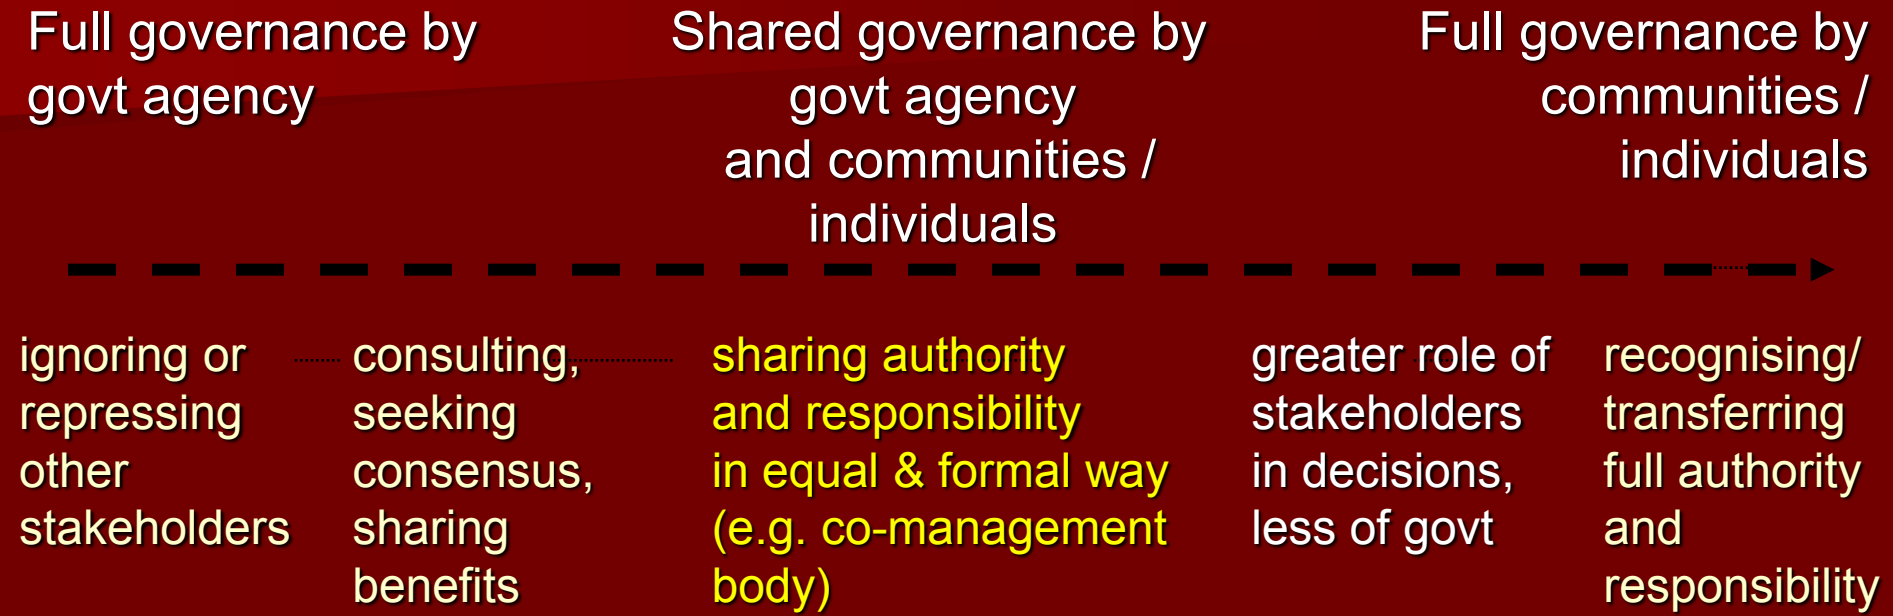 Full governance by
govt agency
Shared governance by
govt agency
and communities /
individuals
Full governance by
communities /
individuals
ignoring or
repressing
other
stakeholders
consulting,
seeking
consensus,
sharing
benefits
sharing authority
and responsibility
in equal & formal way
(e.g. co-management
body)
greater role of
stakeholders
in decisions,
less of govt
recognising/
transferring
full authority
and
responsibility